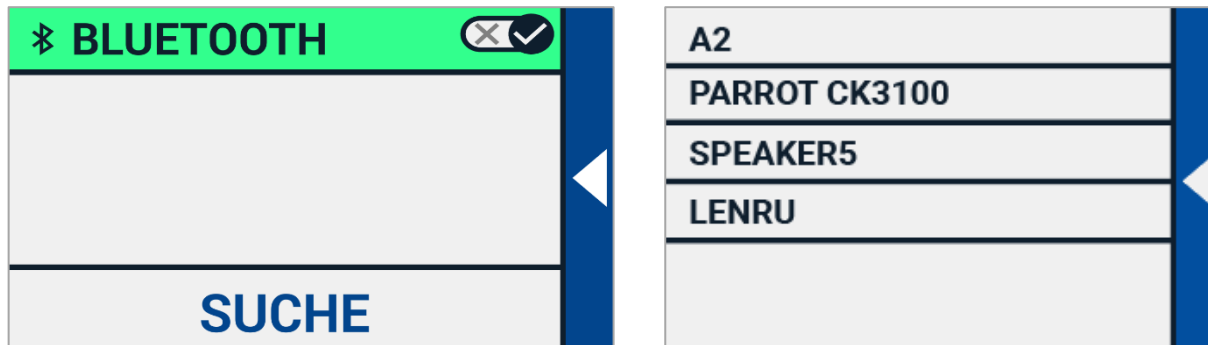 BLUETOOTH
SUCHE
A2
PARROT CK3100
SPEAKER5
LENRU